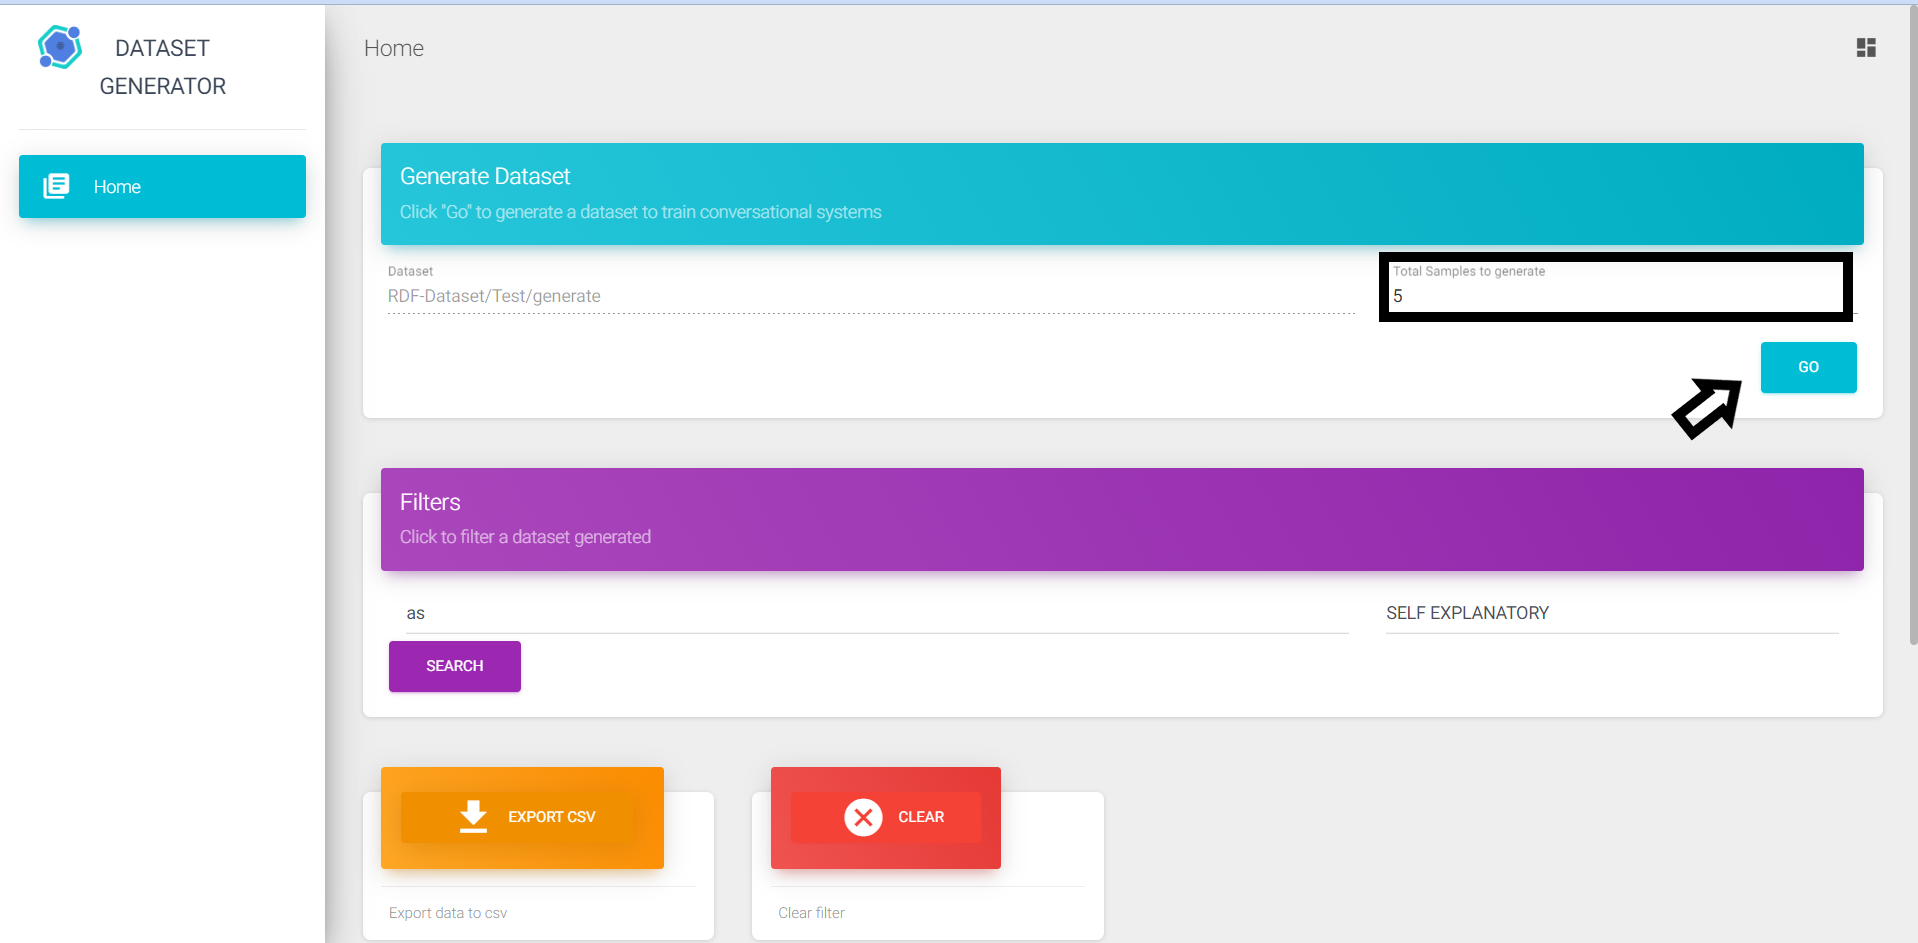 DATASET
GENERATOR
Home
Home
Generate Dataset
Click "Go" to generate a dataset to train conversational systems
Dataset
RDF-Dataset/Test/generate
Total Samples to generate
5
GO
Filters
Click to filter a dataset generated
as
SELF EXPLANATORY
SEARCH
EXPORT CSV
Export data to csv
CLEAR
Clear filter